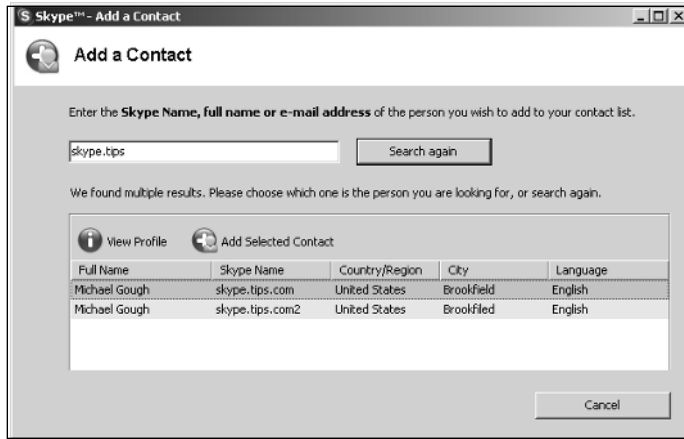 Skype™ - Add a Contact
Add a Contact
Enter the Skype Name, full name or e-mail address of the person you wish to add to your contact list.
skype.tips
Search again
We found multiple results. Please choose which one is the person you are looking for, or search again.
View Profile Add Selected Contact
Full Name Skype Name Country/Region City Language
Michael Gough skype.tips.com United States Brookfield English
Michael Gough skype.tips.com2 United States Brookfiled English
Cancel